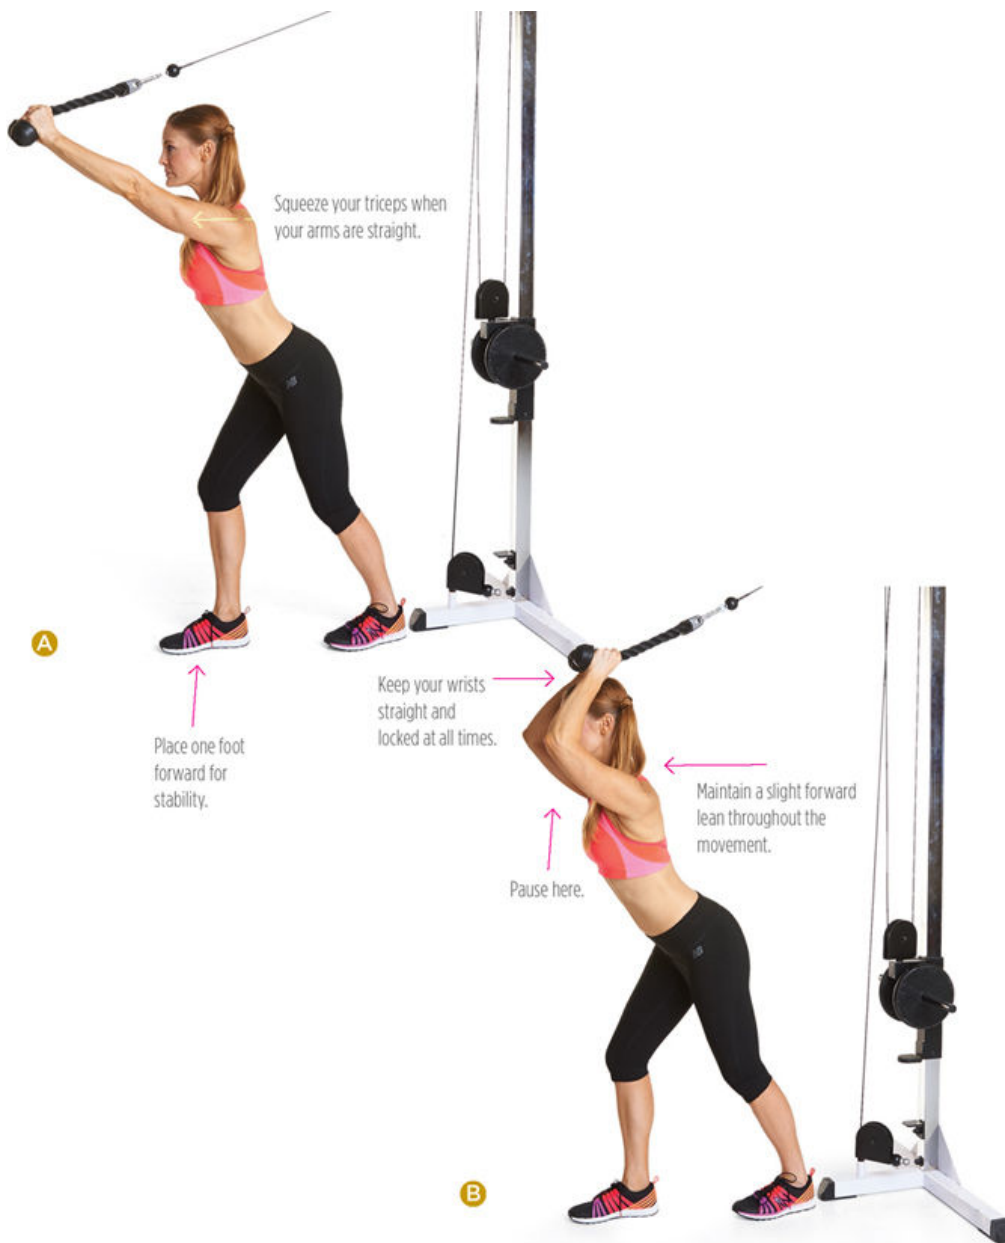 Squeeze your triceps when
your arms are straight.
A
Place one foot
forward for
stability.
Keep your wrists
straight and
locked at all times.
Maintain a slight forward
lean throughout the
movement.
Pause here.
B